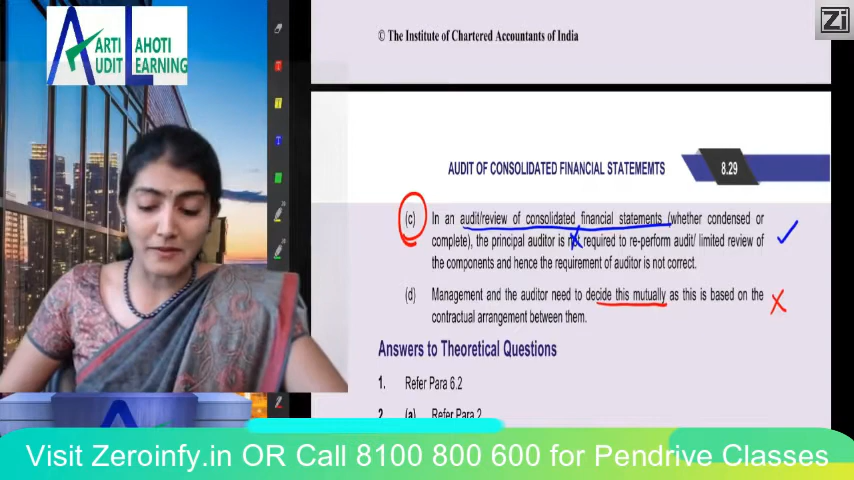 ARTI LAHOTI
AUDIT LEARNING
Zi
© The Institute of Chartered Accountants of India
AUDIT OF CONSOLIDATED FINANCIAL STATEMEMTS
8.29
(c) In an audit/review of consolidated financial statements (whether condensed or
complete), the principal auditor is not required to re-perform audit/ limited review of
the components and hence the requirement of auditor is not correct.
(d) Management and the auditor need to decide this mutually as this is based on the
contractual arrangement between them.
Answers to Theoretical Questions
1. Refer Para 6.2
2 (a) Refer Para 2
Visit Zeroinfy.in OR Call 8100 800 600 for Pendrive Classes